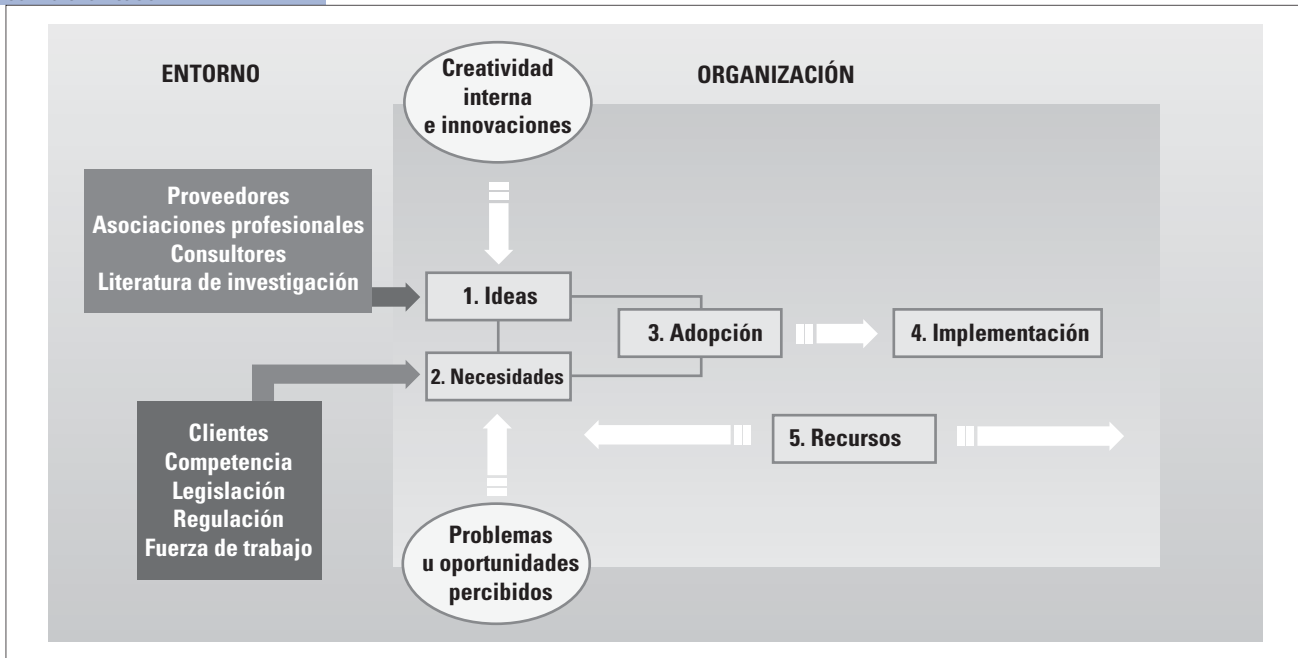 ENTORNO
Creatividad
interna
e innovaciones
ORGANIZACIÓN
Proveedores
Asociaciones profesionales
Consultores
Literatura de investigación
1. Ideas
2. Necesidades
3. Adopción
4. Implementación
5. Recursos
Clientes
Competencia
Legislación
Regulación
Fuerza de trabajo
Problemas
u oportunidades
percibidos